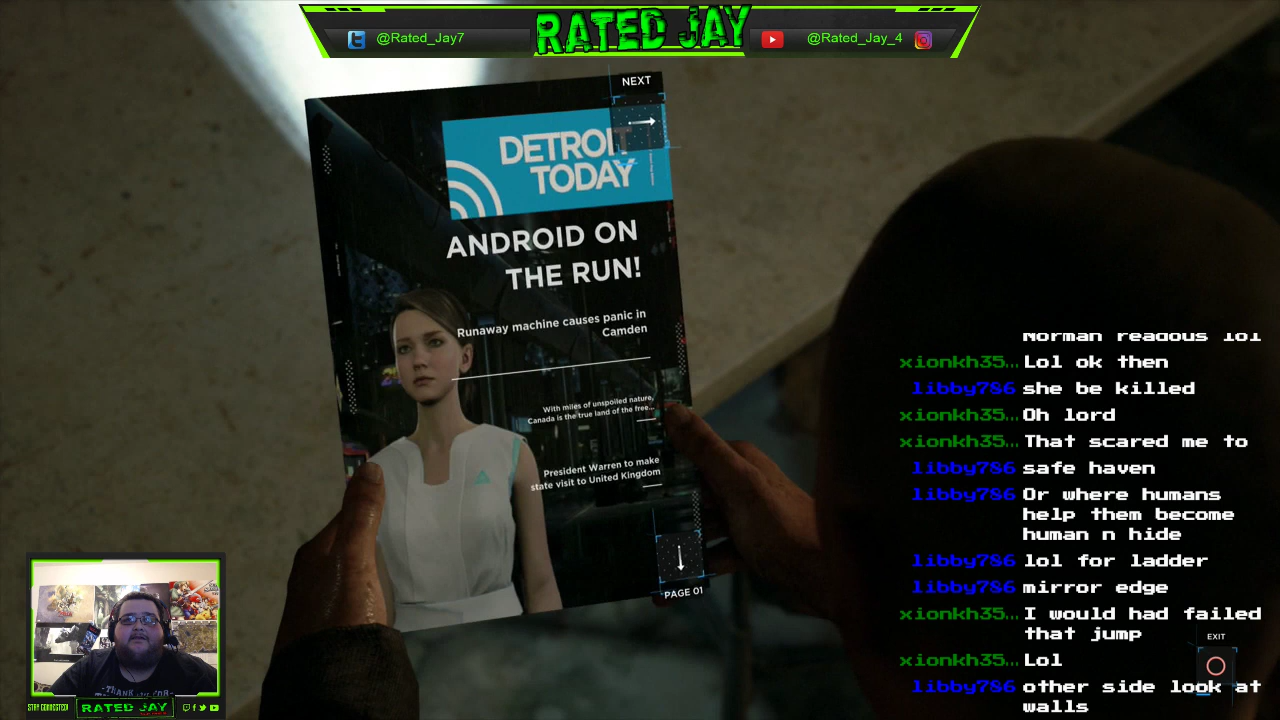 @Rated_Jay7
RATED JAY
@Rated_Jay_4
NEXT
DETROIT
TODAY
ANDROID ON
THE RUN!
Runaway machine causes panic in
Camden
With miles of unspoiled nature,
Canada is the true land of the free...
President Warren to make
state visit to United Kingdom
PAGE 01
Norman readous lol
xionkh35... Lol ok then
libby786 she be killed
xionkh35... Oh lord
xionkh35... That scared me to
libby786 safe haven
libby786 Or where humans
help them become
human n hide
libby786 lol for ladder
libby786 mirror edge
xionkh35... I would had failed
that jump
xionkh35... Lol
libby786 other side look at
walls
EXIT
STAY CONNECTED!
RATED JAY